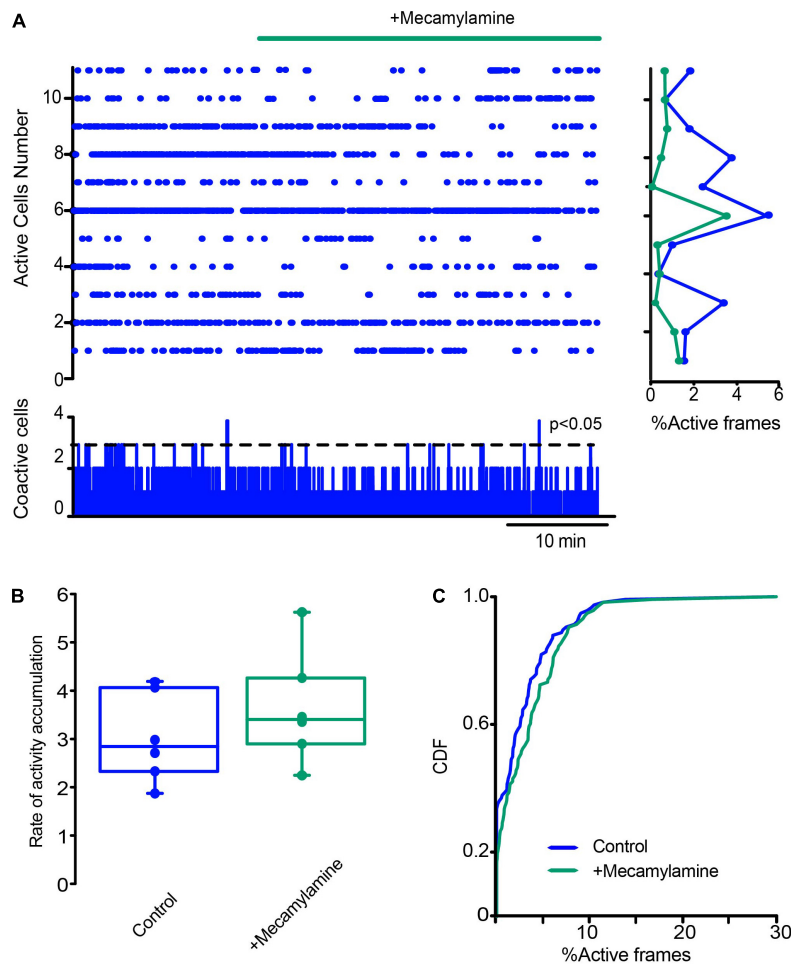 A
+Mecamylamine
Active Cells Number
10
8
6
4
2
0
0 2 4 6
%Active frames
Coactive cells
4
2
0
p<0.05
10 min
B
Rate of activity accumulation
6
5
4
3
2
1
0
Control
+Mecamylamine
C
CDF
1.0
0.6
0.2
0
Control
+Mecamylamine
10 20 30
%Active frames